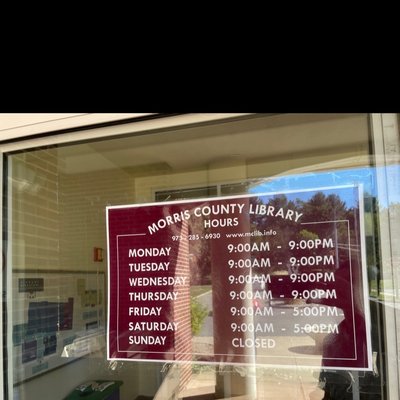 MORRIS COUNTY LIBRARY
HOURS
973 - 285 - 6930 www.mclib.info
MONDAY 9:00AM - 9:00PM
TUESDAY 9:00AM - 9:00PM
WEDNESDAY 9:00AM - 9:00PM
THURSDAY 9:00AM - 9:00PM
FRIDAY 9:00AM - 5:00PM
SATURDAY 9:00AM - 5:00PM
SUNDAY CLOSED